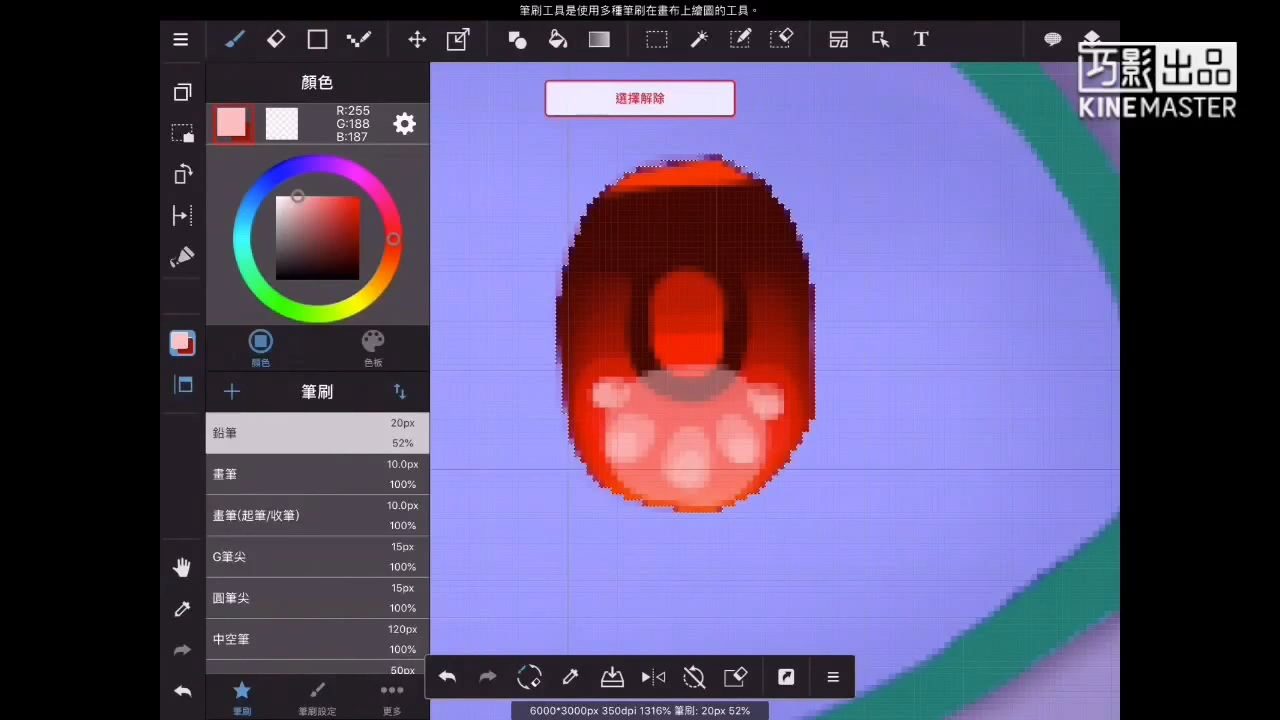 筆刷工具是使用多種筆刷在畫布上繪圖的工具。
T
巧影出品
KINEMASTER
顏色
R:255
G:188
B:187
選擇解除
顏色
色板
筆刷
鉛筆
20px
52%
畫筆
10.0px
100%
畫筆(起筆/收筆)
10.0px
100%
G筆尖
15px
100%
圓筆尖
15px
100%
中空筆
120px
100%
50px
筆刷
筆刷設定
更多
6000*3000px 350dpi 1316% 筆刷: 20px 52%